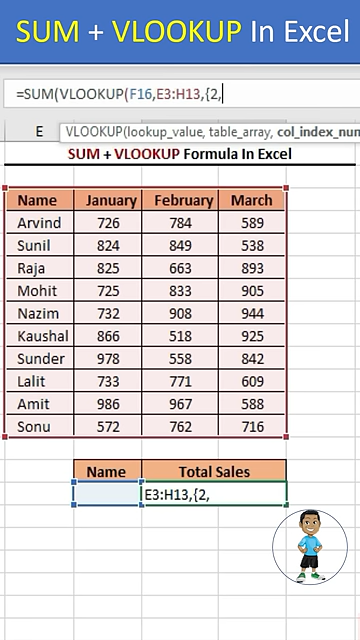 SUM + VLOOKUP In Excel
=SUM(VLOOKUP(F16,E3:H13,{2,
E
VLOOKUP(lookup_value, table_array, col_index_num
SUM + VLOOKUP Formula In Excel
Name January February March
Arvind 726 784 589
Sunil 824 849 538
Raja 825 663 893
Mohit 725 833 905
Nazim 732 908 944
Kaushal 866 518 925
Sunder 978 558 842
Lalit 733 771 609
Amit 986 967 588
Sonu 572 762 716
Name Total Sales
E3:H13,{2,